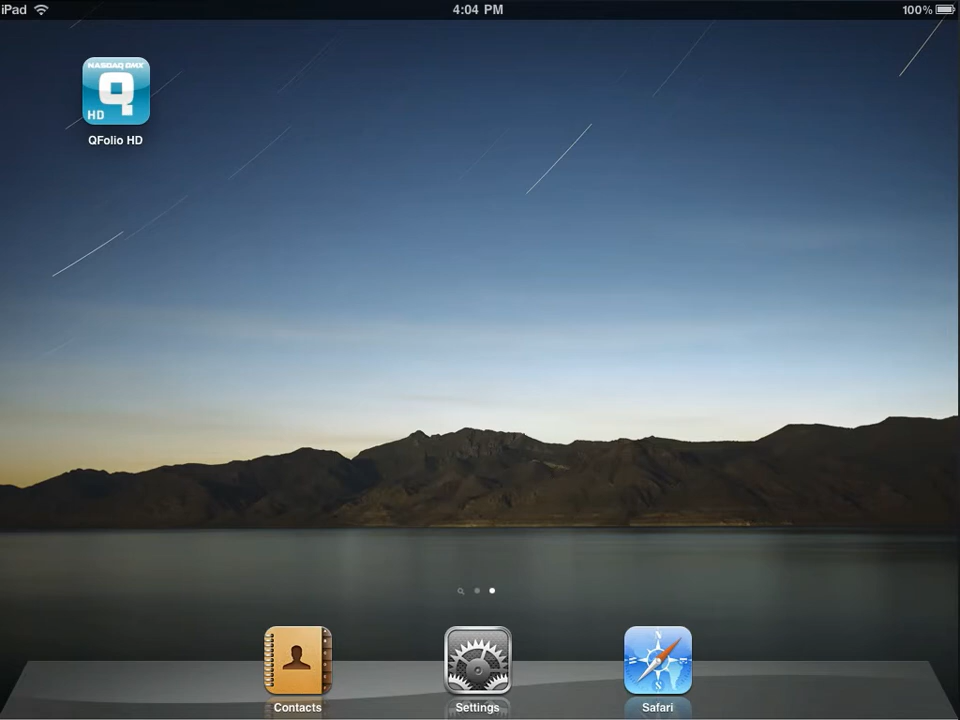 iPad
4:04 PM
100%
NASDAQ OMX
Q
HD
QFolio HD
N
Contacts
Settings
Safari